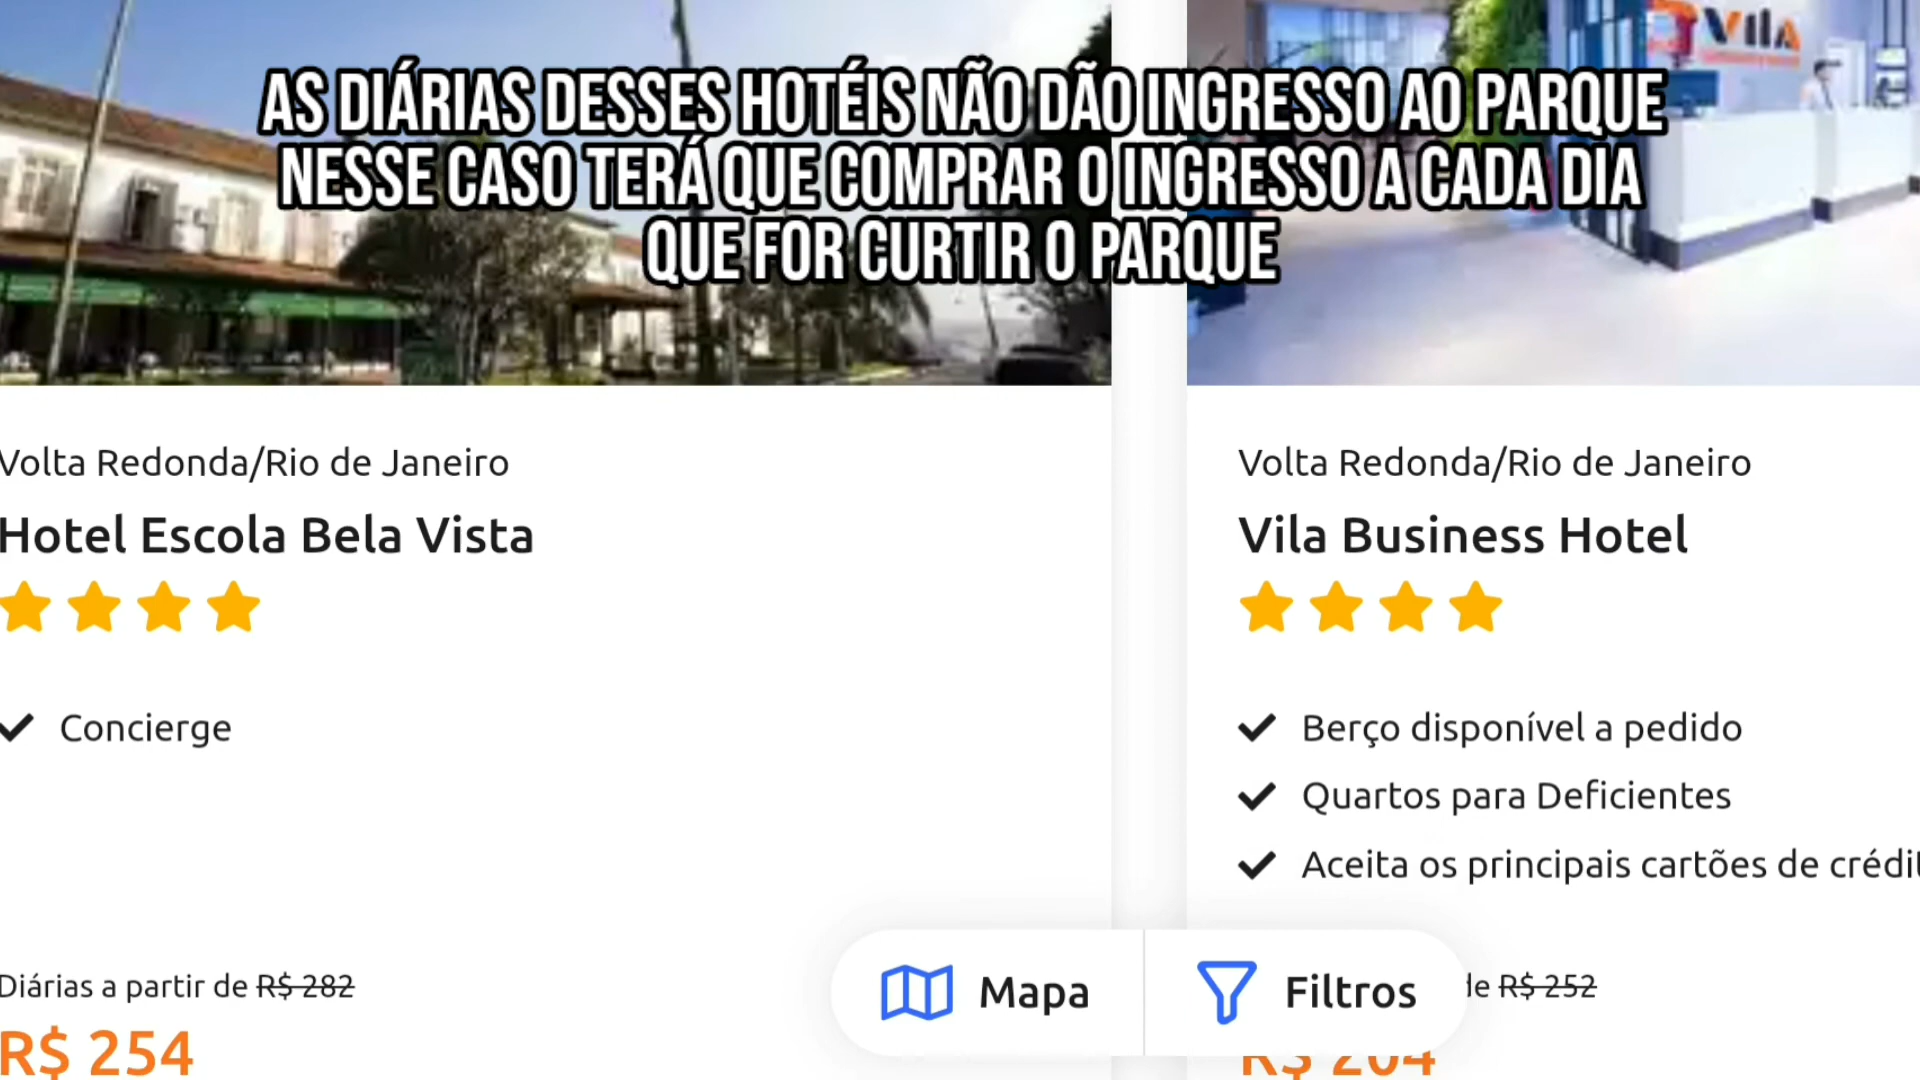 VIlA
AS DIÁRIAS DESSES HOTÉIS NÃO DÃO INGRESSO AO PARQUE
NESSE CASO TERÁ QUE COMPRAR O INGRESSO A CADA DIA
QUE FOR CURTIR O PARQUE
Volta Redonda/Rio de Janeiro
Hotel Escola Bela Vista
Concierge
Diárias a partir de R$ 282
R$ 254
Volta Redonda/Rio de Janeiro
Vila Business Hotel
Berço disponível a pedido
Quartos para Deficientes
Aceita os principais cartões de
R$ 252
Mapa
Filtros